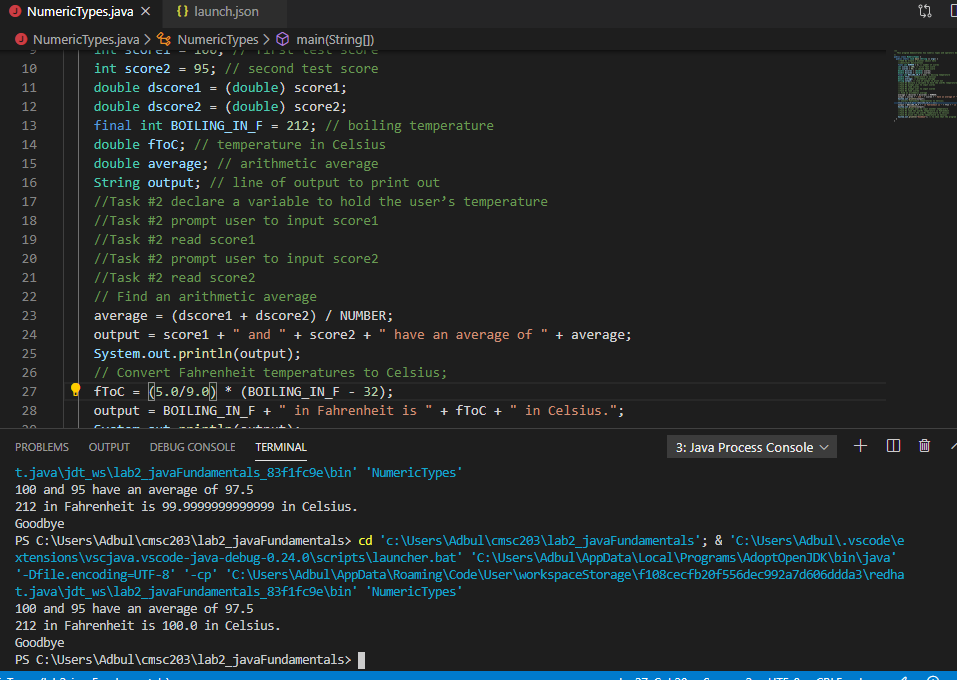 NumericTypes.java
launch.json
NumericTypes.java > NumericTypes > main(String[])
9 int score1 = 100; // first test score
10 int score2 = 95; // second test score
11 double dscore1 = (double) score1;
12 double dscore2 = (double) score2;
13 final int BOILING_IN_F = 212; // boiling temperature
14 double fToC; // temperature in Celsius
15 double average; // arithmetic average
16 String output; // line of output to print out
17 //Task #2 declare a variable to hold the user’s temperature
18 //Task #2 prompt user to input score1
19 //Task #2 read score1
20 //Task #2 prompt user to input score2
21 //Task #2 read score2
22 // Find an arithmetic average
23 average = (dscore1 + dscore2) / NUMBER;
24 output = score1 + " and " + score2 + " have an average of " + average;
25 System.out.println(output);
26 // Convert Fahrenheit temperatures to Celsius;
27 fToC = (5.0/9.0) * (BOILING_IN_F - 32);
28 output = BOILING_IN_F + " in Fahrenheit is " + fToC + " in Celsius.";
System.out.println(output);
PROBLEMS OUTPUT DEBUG CONSOLE TERMINAL 3: Java Process Console
t.java\jdt_ws\lab2_javaFundamentals_83f1fc9e\bin' 'NumericTypes'
100 and 95 have an average of 97.5
212 in Fahrenheit is 99.9999999999999 in Celsius.
Goodbye
PS C:\Users\Adbul\cmsc203\lab2_javaFundamentals> cd 'c:\Users\Adbul\cmsc203\lab2_javaFundamentals'; & 'C:\Users\Adbul\.vscode\e
xtensions\vscjava.vscode-java-debug-0.24.0\scripts\launcher.bat' 'C:\Users\Adbul\AppData\Local\Programs\AdoptOpenJDK\bin\java'
'-Dfile.encoding=UTF-8' '-cp' 'C:\Users\Adbul\AppData\Roaming\Code\User\workspaceStorage\f108cecfb20f556dec992a7d606ddda3\redha
t.java\jdt_ws\lab2_javaFundamentals_83f1fc9e\bin' 'NumericTypes'
100 and 95 have an average of 97.5
212 in Fahrenheit is 100.0 in Celsius.
Goodbye
PS C:\Users\Adbul\cmsc203\lab2_javaFundamentals>